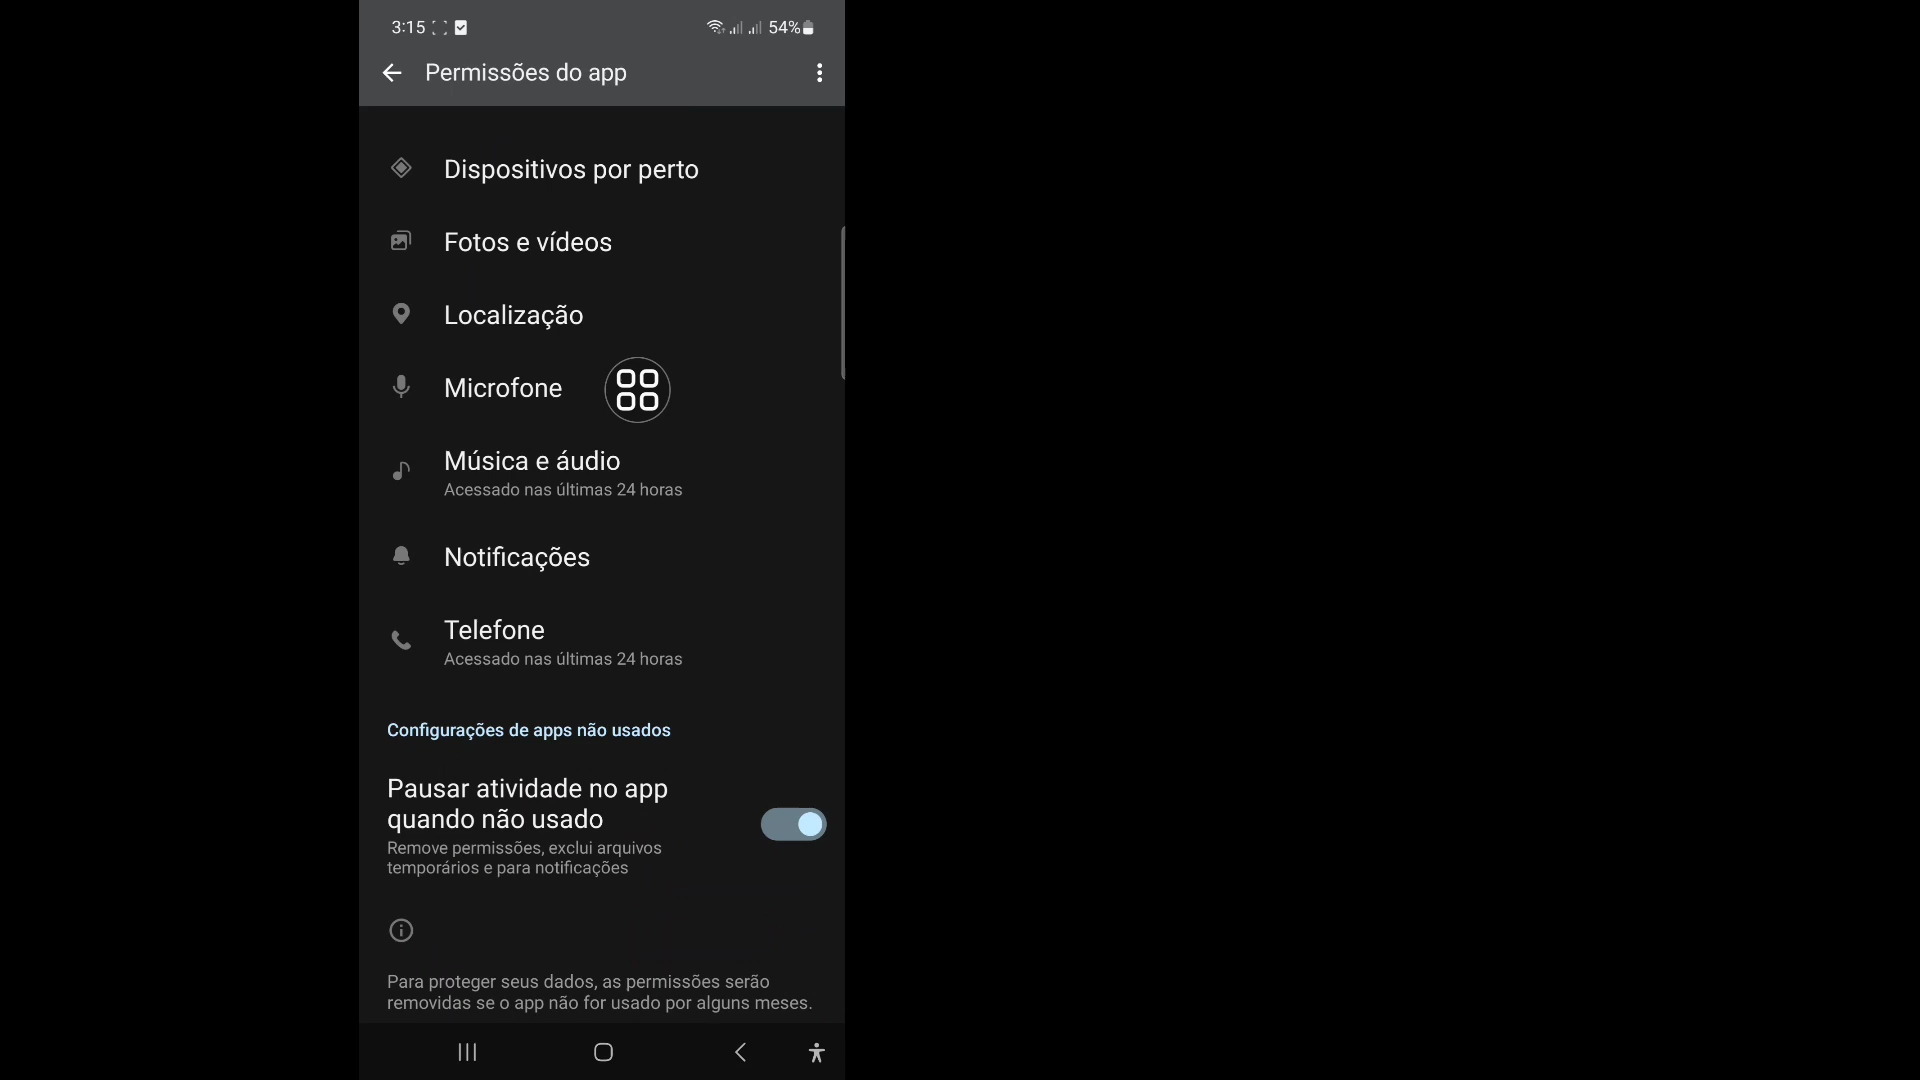 3:15
54%
Permissões do app
Dispositivos por perto
Fotos e vídeos
Localização
Microfone
Música e áudio
Acessado nas últimas 24 horas
Notificações
Telefone
Acessado nas últimas 24 horas
Configurações de apps não usados
Pausar atividade no app
quando não usado
Remove permissões, exclui arquivos
temporários e para notificações
Para proteger seus dados, as permissões serão
removidas se o app não for usado por alguns meses.